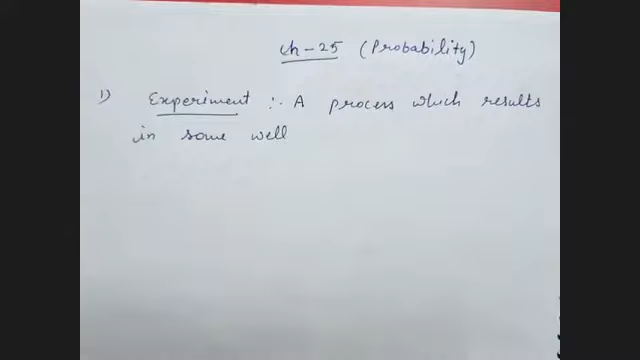 Ch - 25 (Probability)
1) Experiment :- A process which results
in some well